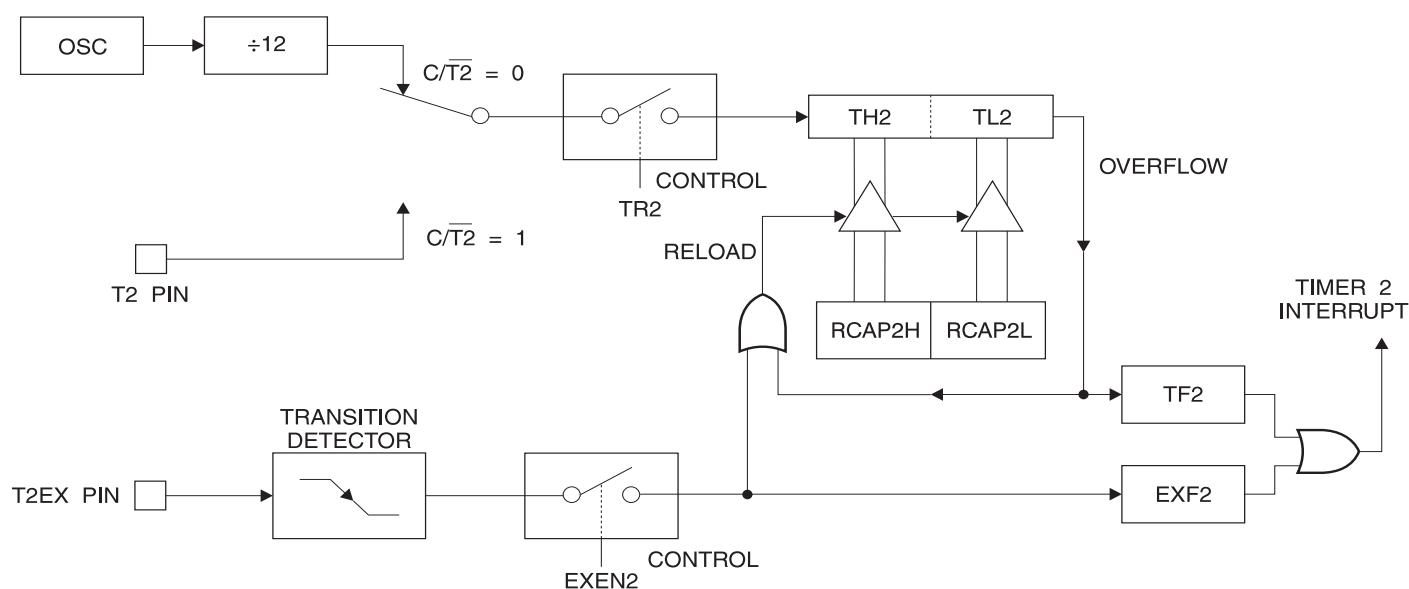 OSC
÷12
C/T2̅ = 0
TH2
TL2
OVERFLOW
CONTROL
TR2
C/T2̅ = 1
RELOAD
T2 PIN
RCAP2H
RCAP2L
TIMER 2
INTERRUPT
TRANSITION
DETECTOR
TF2
T2EX PIN
EXF2
CONTROL
EXEN2